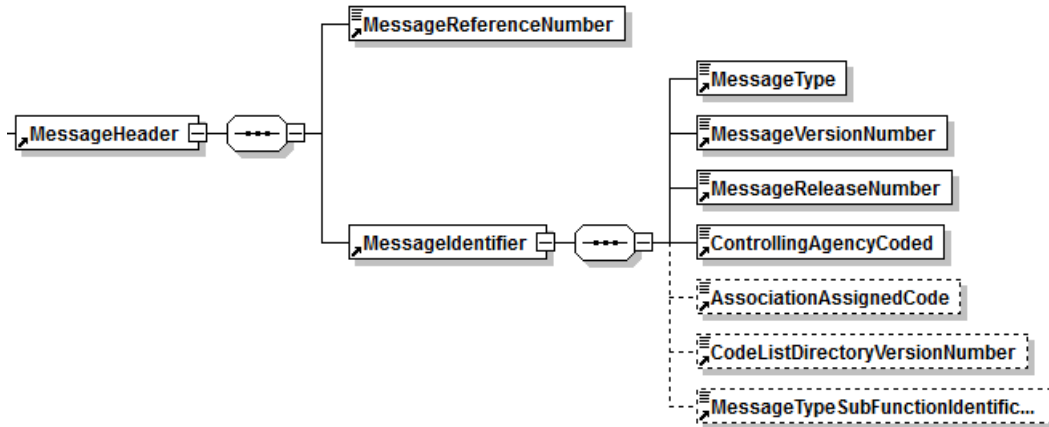 MessageReferenceNumber
MessageType
MessageHeader
MessageVersionNumber
MessageReleaseNumber
MessageIdentifier
ControllingAgencyCoded
AssociationAssignedCode
CodeListDirectoryVersionNumber
MessageTypeSubFunctionIdentific...